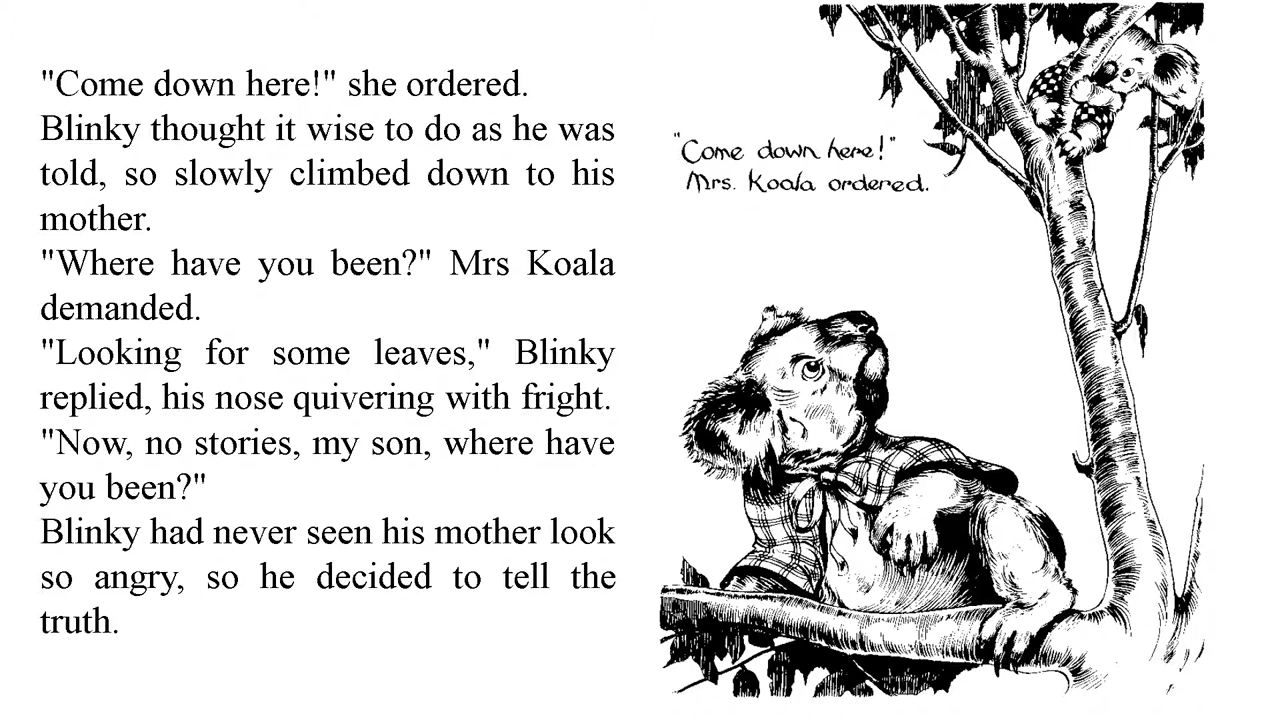 "Come down here!" she ordered.
Blinky thought it wise to do as he was
told, so slowly climbed down to his
mother.
"Where have you been?" Mrs Koala
demanded.
"Looking for some leaves," Blinky
replied, his nose quivering with fright.
"Now, no stories, my son, where have
you been?"
Blinky had never seen his mother look
so angry, so he decided to tell the
truth.
"Come down here!"
Mrs. Koala ordered.